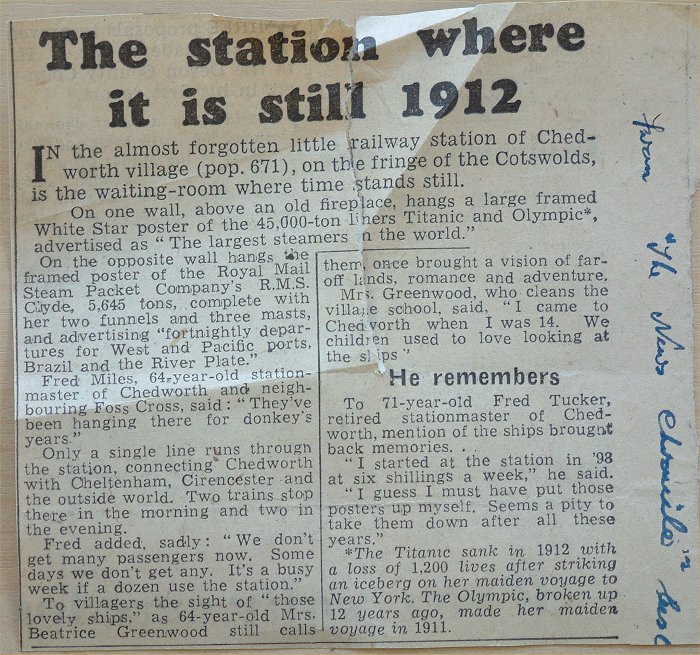 The station where
it is still 1912
IN the almost forgotten little railway station of Ched-
worth village (pop. 671), on the fringe of the Cotswolds,
is the waiting-room where time stands still.
On one wall, above an old fireplace, hangs a large framed
White Star poster of the 45,000-ton liners Titanic and Olympic*,
advertised as "The largest steamers in the world."
On the opposite wall hangs the
framed poster of the Royal Mail
Steam Packet Company's R.M.S.
Clyde, 5,645 tons, complete with
her two funnels and three masts,
and advertising "fortnightly depar-
tures for West and Pacific ports,
Brazil and the River Plate."
Fred Miles, 64-year-old station-
master of Chedworth and neigh-
bouring Foss Cross, said: "They've
been hanging there for donkey's
years."
Only a single line runs through
the station, connecting Chedworth
with Cheltenham, Cirencester and
the outside world. Two trains stop
there in the morning and two in
the evening.
Fred added, sadly: "We don't
get many passengers now. Some
days we don't get any. It's a busy
week if a dozen use the station."
To villagers the sight of "those
lovely ships," as 64-year-old Mrs.
Beatrice Greenwood still calls
them, once brought a vision of far-
off lands, romance and adventure.
Mrs. Greenwood, who cleans the
village school, said, "I came to
Chedworth when I was 14. We
children used to love looking at
the ships"
He remembers
To 71-year-old Fred Tucker,
retired stationmaster of Ched-
worth, mention of the ships brought
back memories. .
"I started at the station in '98
at six shillings a week," he said.
"I guess I must have put those
posters up myself. Seems a pity to
take them down after all these
years."
*The Titanic sank in 1912 with
a loss of 1,200 lives after striking
an iceberg on her maiden voyage to
New York. The Olympic, broken up
12 years ago, made her maiden
voyage in 1911.
from "The News Chronicle"